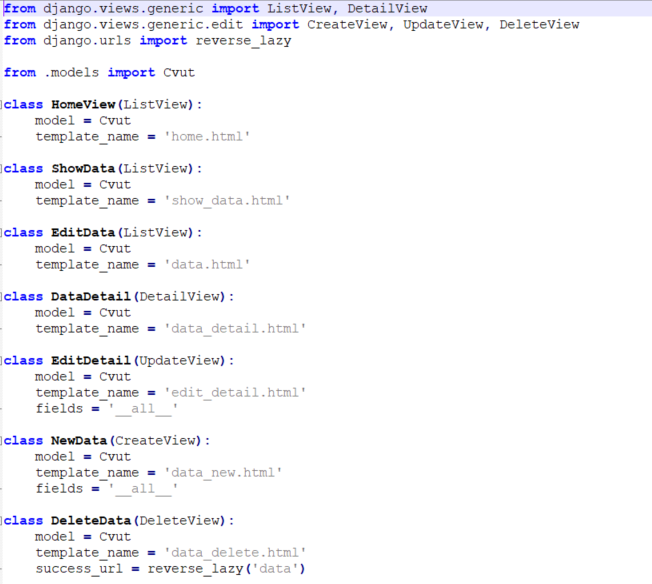 from django.views.generic import ListView, DetailView
from django.views.generic.edit import CreateView, UpdateView, DeleteView
from django.urls import reverse_lazy
from .models import Cvut
class HomeView(ListView):
model = Cvut
template_name = 'home.html'
class ShowData(ListView):
model = Cvut
template_name = 'show_data.html'
class EditData(ListView):
model = Cvut
template_name = 'data.html'
class DataDetail(DetailView):
model = Cvut
template_name = 'data_detail.html'
class EditDetail(UpdateView):
model = Cvut
template_name = 'edit_detail.html'
fields = '__all__'
class NewData(CreateView):
model = Cvut
template_name = 'data_new.html'
fields = '__all__'
class DeleteData(DeleteView):
model = Cvut
template_name = 'data_delete.html'
success_url = reverse_lazy('data')